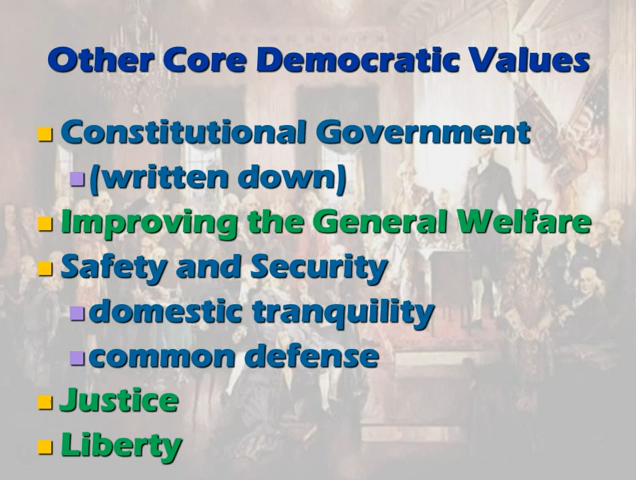 Other Core Democratic Values
Constitutional Government
(written down)
Improving the General Welfare
Safety and Security
domestic tranquility
common defense
Justice
Liberty